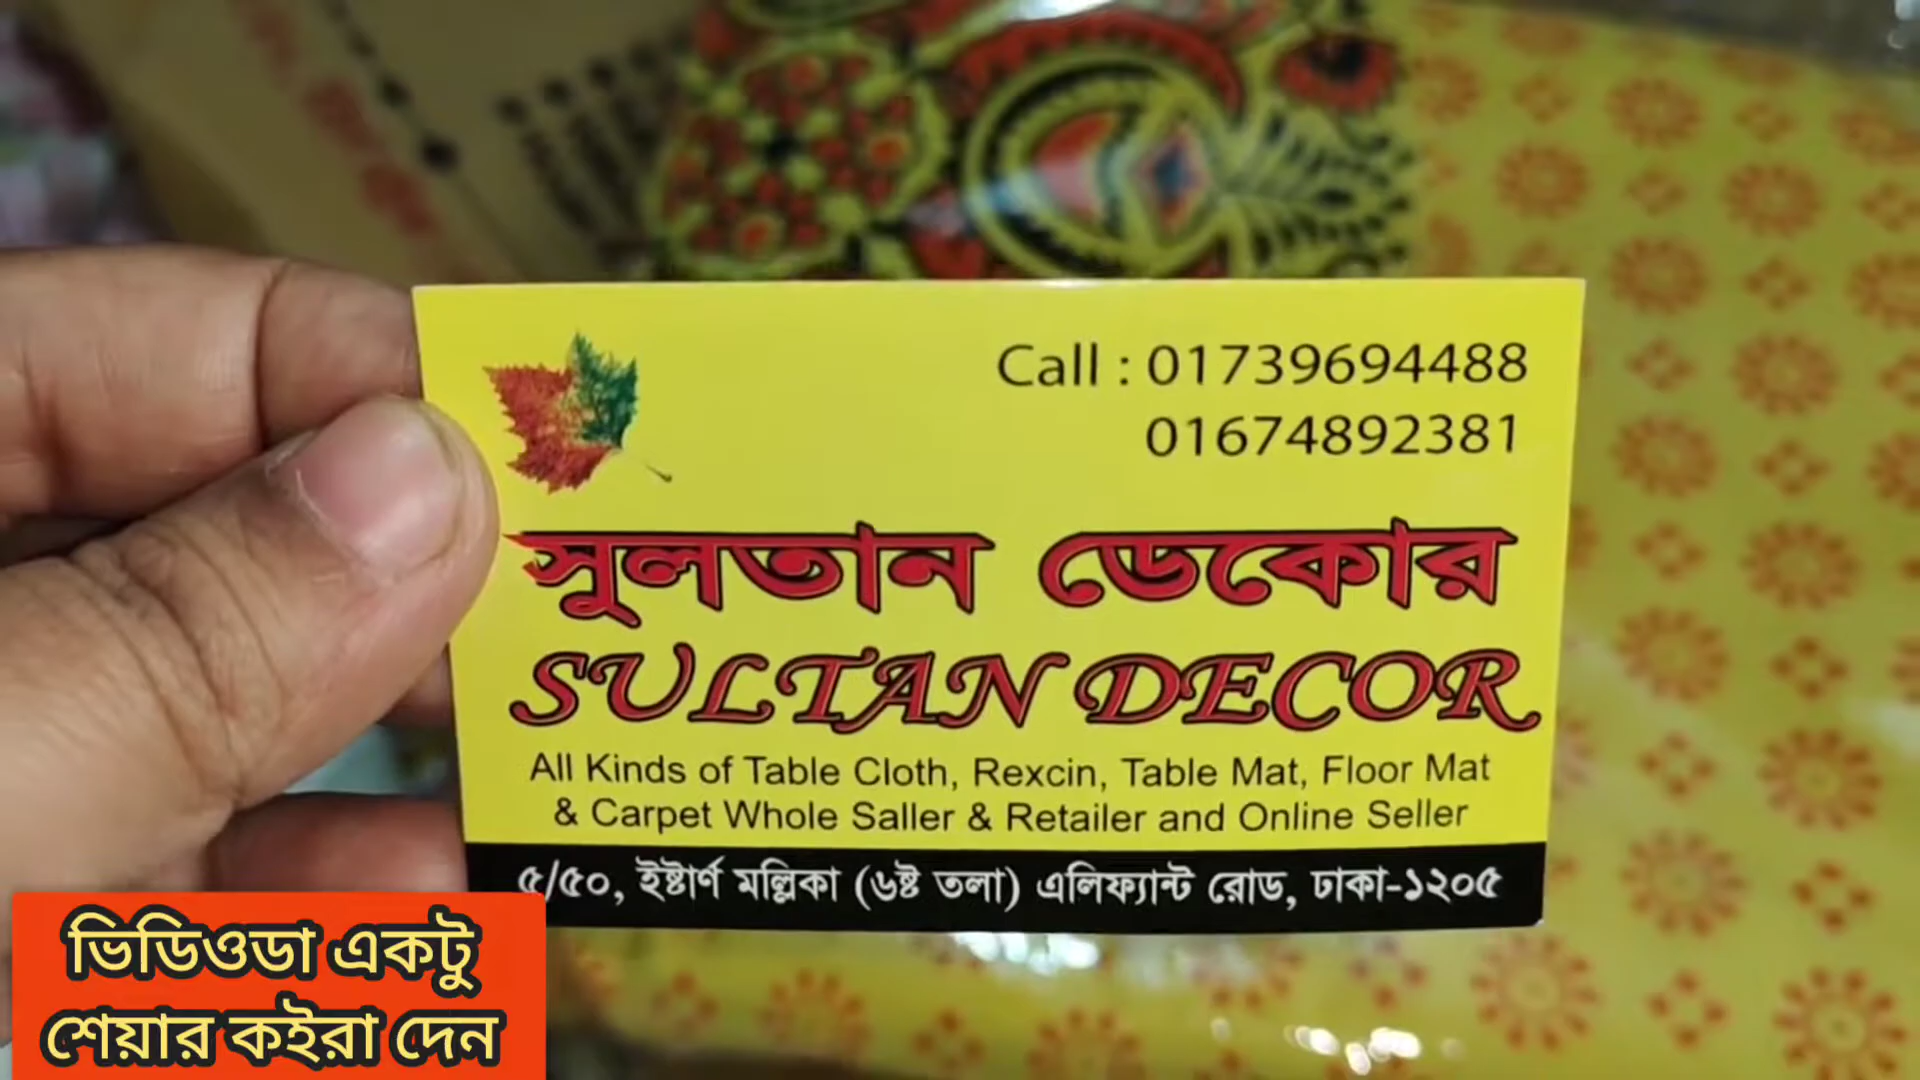 Call : 01739694488
01674892381
সুলতান ডেকোর
SULTAN DECOR
All Kinds of Table Cloth, Rexcin, Table Mat, Floor Mat
& Carpet Whole Saller & Retailer and Online Seller
৫/৫০, ইষ্টার্ণ মল্লিকা (৬ষ্ট তলা) এলিফ্যান্ট রোড, ঢাকা-১২০৫
ভিডিওডা একটু
শেয়ার কইরা দেন